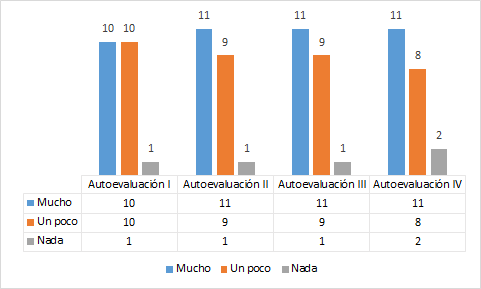 10 10 1 11 9 1 11 9 1 11 8 2
Autoevaluación I Autoevaluación II Autoevaluación III Autoevaluación IV
Mucho 10 11 11 11
Un poco 10 9 9 8
Nada 1 1 1 2
Mucho Un poco Nada